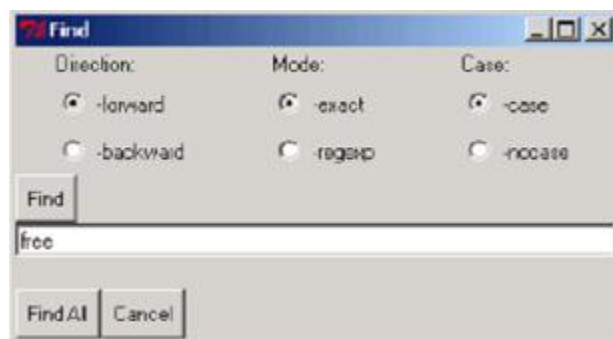 Find
Direction: Mode: Case:
-forward -exact -case
-backward -regexp -nocase
Find
free
Find All Cancel